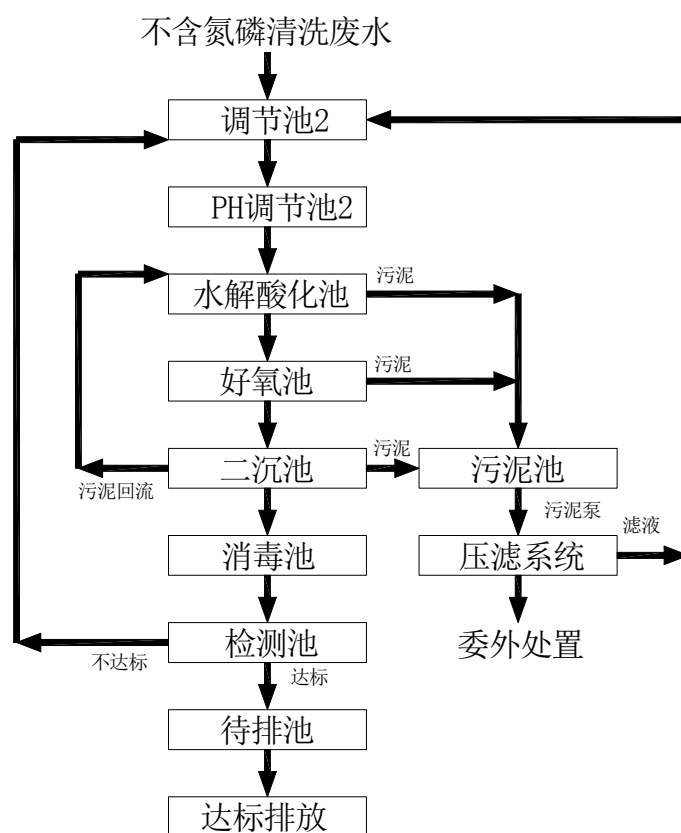 不含氮磷清洗废水
调节池2
PH调节池2
水解酸化池
污泥
好氧池
污泥
二沉池
污泥
污泥池
污泥回流
污泥泵
滤液
消毒池
压滤系统
检测池
不达标
达标
委外处置
待排池
达标排放